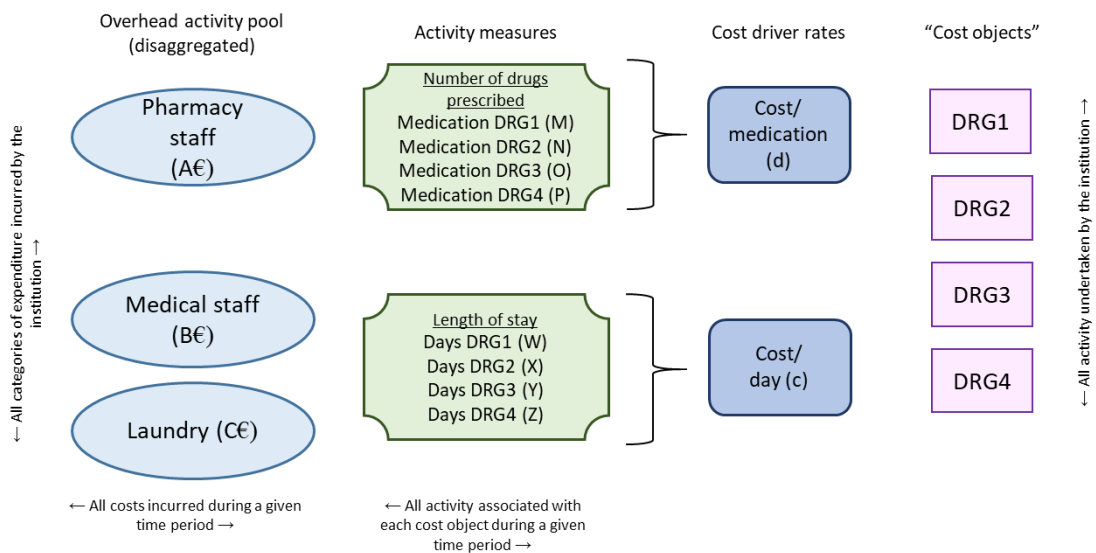 Overhead activity pool
(disaggregated)
Activity measures
Cost driver rates
“Cost objects”
← All categories of expenditure incurred by the
institution →
Pharmacy
staff
(A€)
Number of drugs
prescribed
Medication DRG1 (M)
Medication DRG2 (N)
Medication DRG3 (O)
Medication DRG4 (P)
Cost/
medication
(d)
DRG1
DRG2
DRG3
DRG4
← All activity undertaken by the institution →
Medical staff
(B€)
Laundry (C€)
Length of stay
Days DRG1 (W)
Days DRG2 (X)
Days DRG3 (Y)
Days DRG4 (Z)
Cost/
day (c)
← All costs incurred during a given
time period →
← All activity associated with
each cost object during a given
time period →